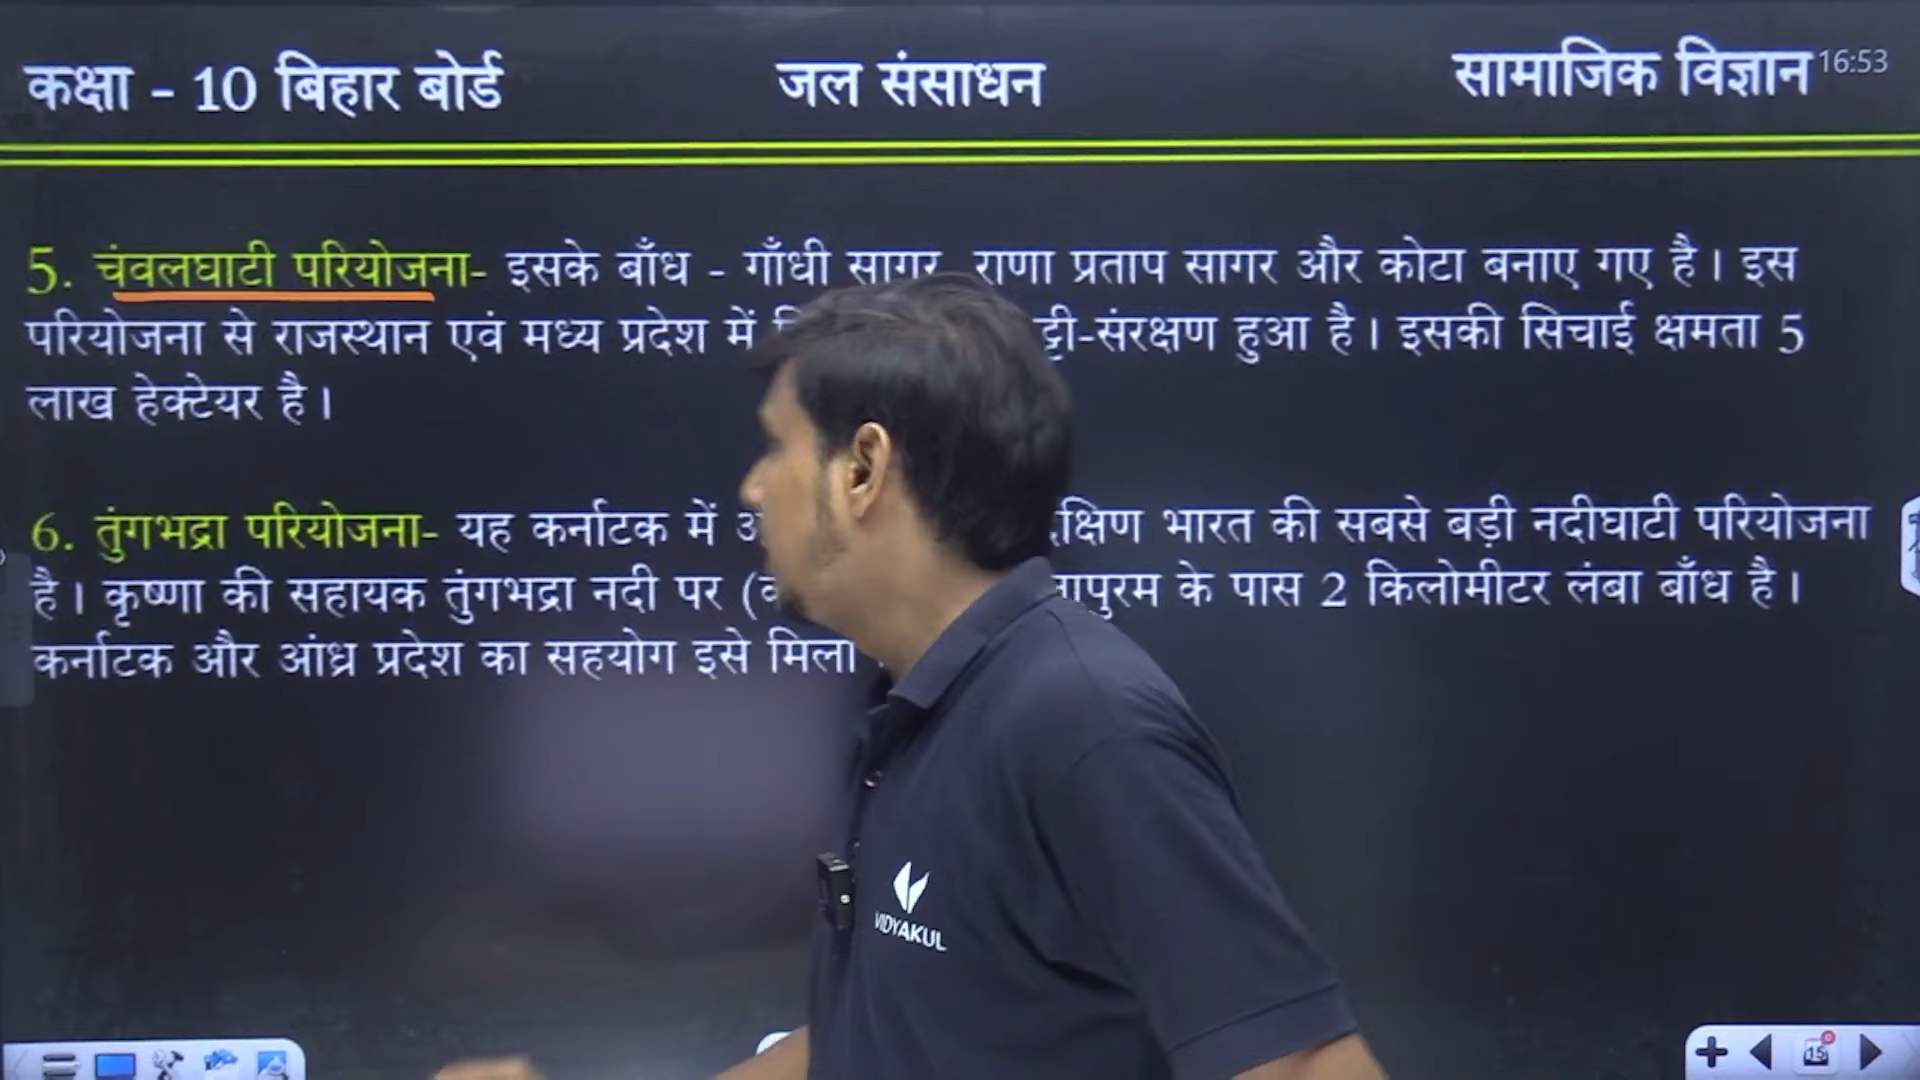 कक्षा - 10 बिहार बोर्ड जल संसाधन सामाजिक विज्ञान 16:53
5. चंवलघाटी परियोजना- इसके बाँध - गाँधी सागर, राणा प्रताप सागर और कोटा बनाए गए है। इस
परियोजना से राजस्थान एवं मध्य प्रदेश में ट्टी-संरक्षण हुआ है। इसकी सिचाई क्षमता 5
लाख हेक्टेयर है।
6. तुंगभद्रा परियोजना- यह कर्नाटक में भारत की सबसे बड़ी नदीघाटी परियोजना
है। कृष्णा की सहायक तुंगभद्रा नदी पर के पास 2 किलोमीटर लंबा बाँध है।
कर्नाटक और आंध्र प्रदेश का सहयोग इसे मिला
VIDYAKUL
15